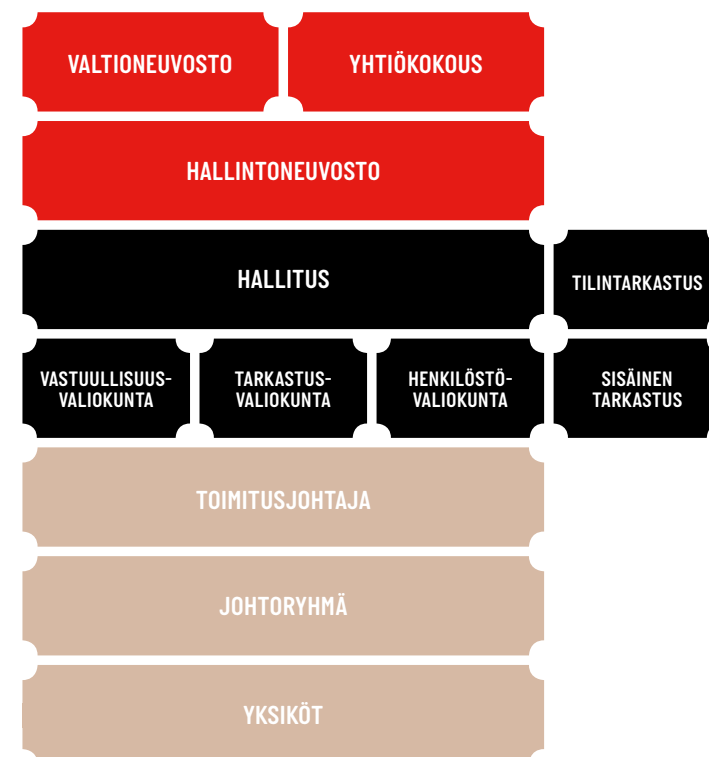 VALTIONEUVOSTO
YHTIÖKOKOUS
HALLINTONEUVOSTO
HALLITUS
TILINTARKASTUS
VASTUULLISUUS-
VALIOKUNTA
TARKASTUS-
VALIOKUNTA
HENKILÖSTÖ-
VALIOKUNTA
SISÄINEN
TARKASTUS
TOIMITUSJOHTAJA
JOHTORYHMÄ
YKSIKÖT